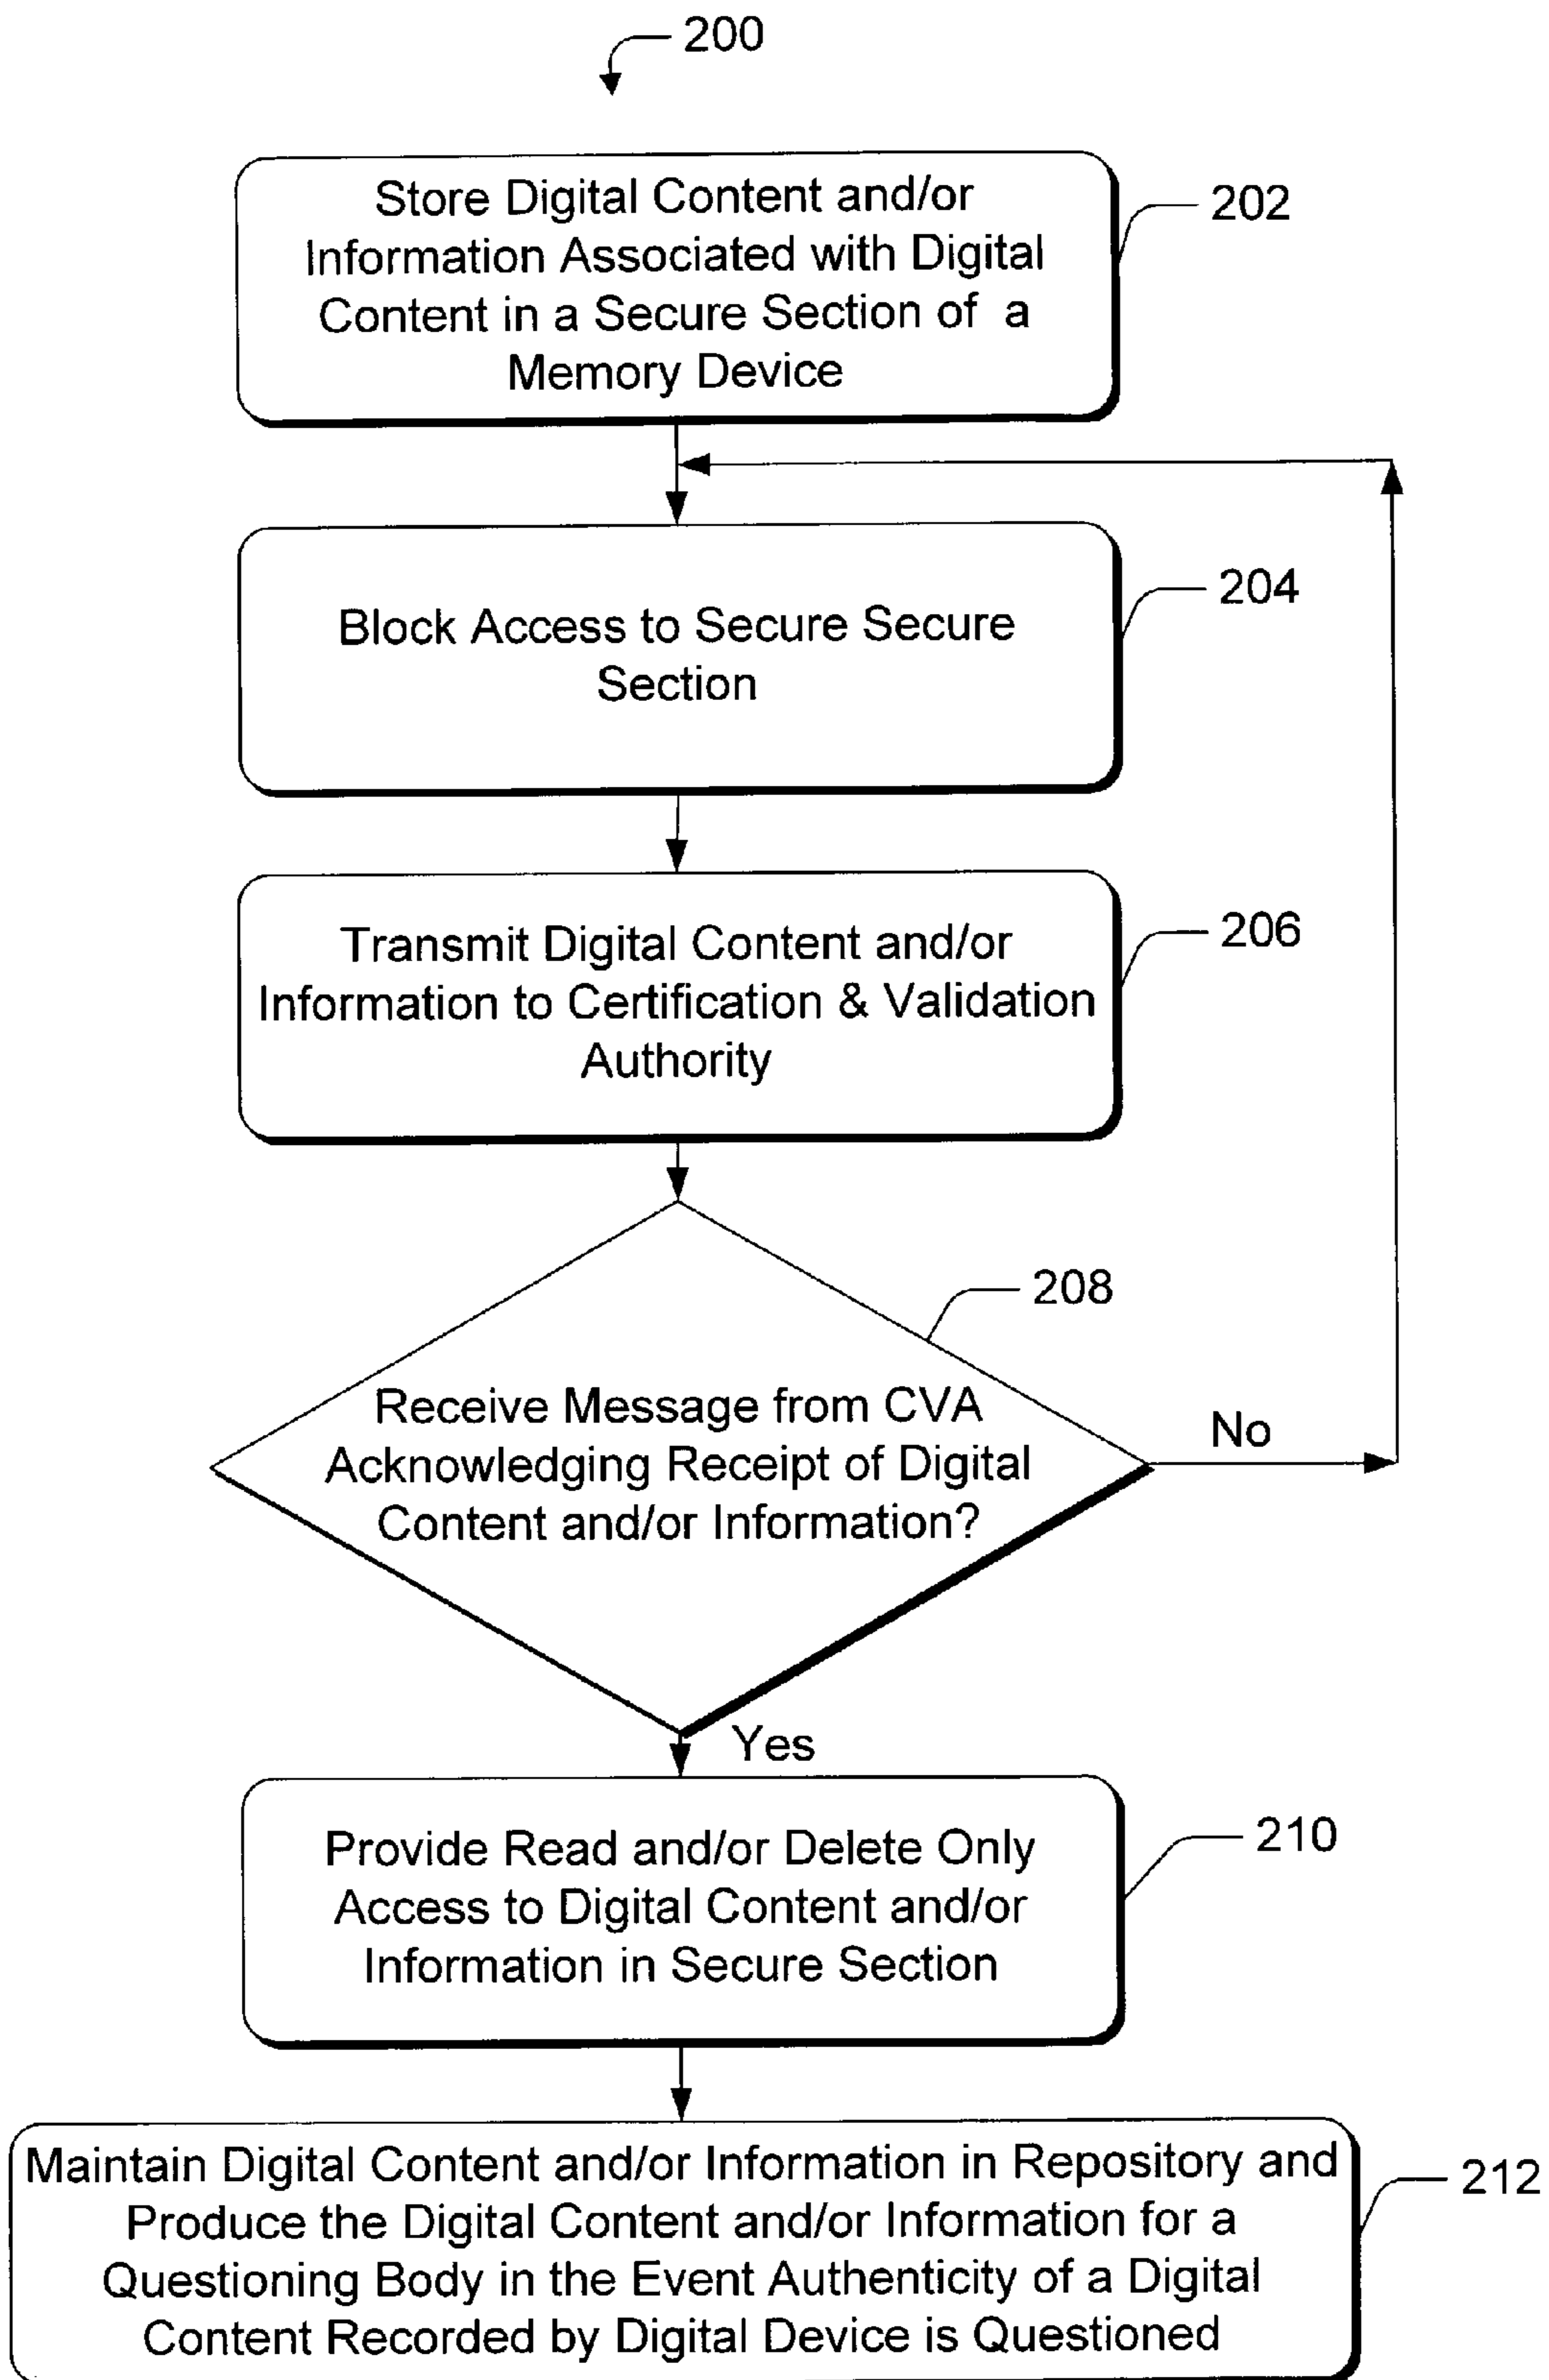 200
Store Digital Content and/or
Information Associated with Digital
Content in a Secure Section of a
Memory Device
202
Block Access to Secure Secure
Section
204
Transmit Digital Content and/or
Information to Certification & Validation
Authority
206
208
Receive Message from CVA
Acknowledging Receipt of Digital
Content and/or Information?
No
Yes
Provide Read and/or Delete Only
Access to Digital Content and/or
Information in Secure Section
210
Maintain Digital Content and/or Information in Repository and
Produce the Digital Content and/or Information for a
Questioning Body in the Event Authenticity of a Digital
Content Recorded by Digital Device is Questioned
212